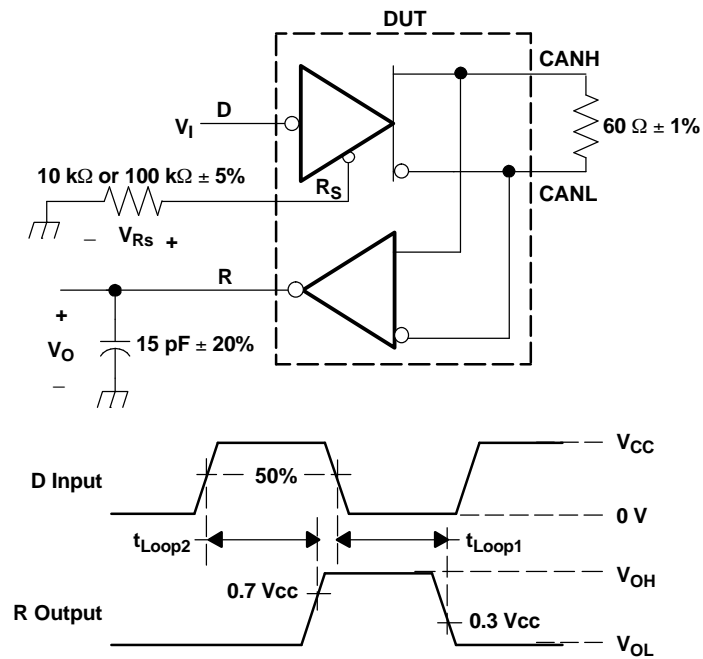 DUT
CANH
D
V_I
60 Ω ± 1%
10 kΩ or 100 kΩ ± 5%
R_S
CANL
– V_Rs +
R
+
V_O
15 pF ± 20%
–
V_CC
D Input
50%
0 V
t_Loop2
t_Loop1
V_OH
0.7 Vcc
R Output
0.3 Vcc
V_OL